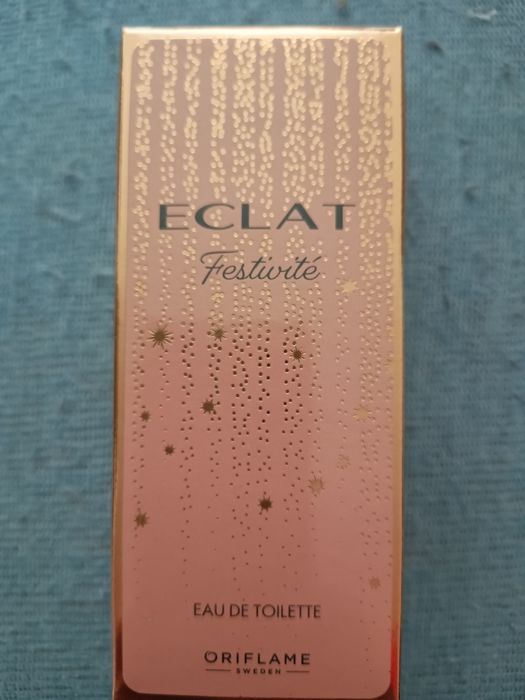 ECLAT
Festivité
EAU DE TOILETTE
ORIFLAME
SWEDEN